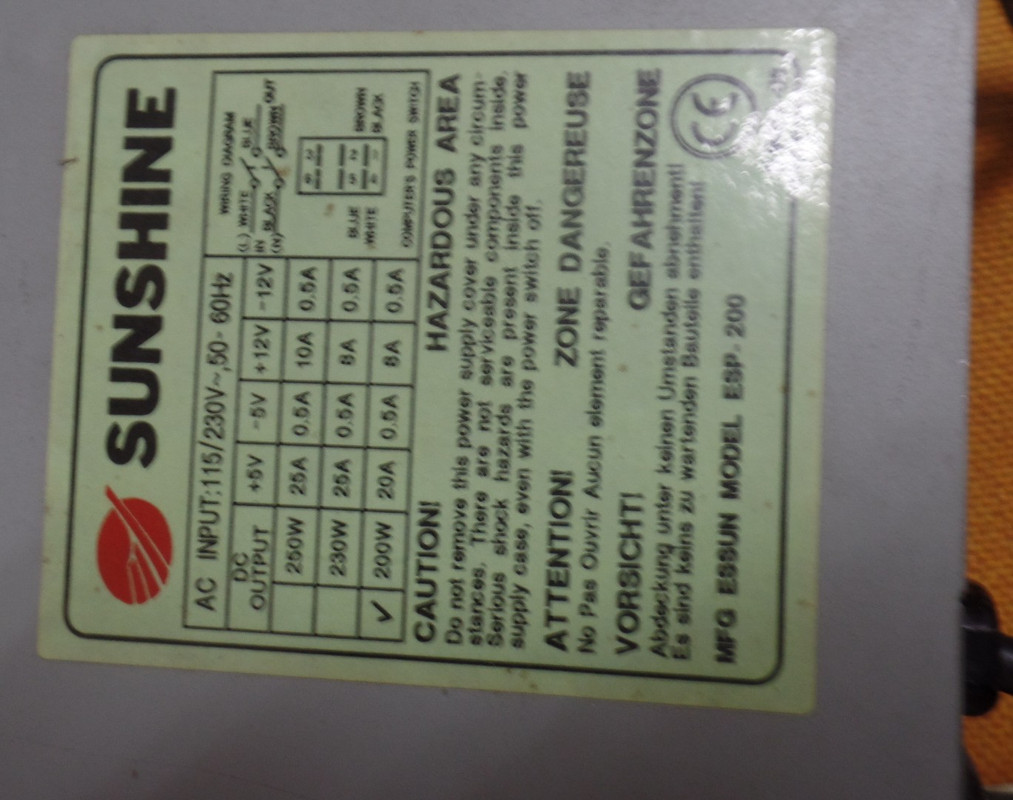 SUNSHINE
AC INPUT:115/230V~,50-60Hz
DC OUTPUT +5V -5V +12V -12V
250W 25A 0.5A 10A 0.5A
230W 25A 0.5A 8A 0.5A
✓ 200W 20A 0.5A 8A 0.5A
WIRING DIAGRAM
(L) WHITE BLUE
IN OUT
(N) BLACK BROWN
BLUE BROWN
WHITE BLACK
COMPUTER'S POWER SWITCH
CAUTION! HAZARDOUS AREA
Do not remove this power supply cover under any circum-
stances. There are not serviceable components inside.
Serious shock hazards are present inside this power
supply case, even with the power switch off.
ATTENTION! ZONE DANGEREUSE
No Pas Ouvrir Aucun element reparable.
VORSICHT! GEFAHRENZONE
Abdeckung unter keinen Umstanden abnehment!
Es sind keins zu wartenden Bauteile enthalten!
MFG ESSUN MODEL ESP-200
CE